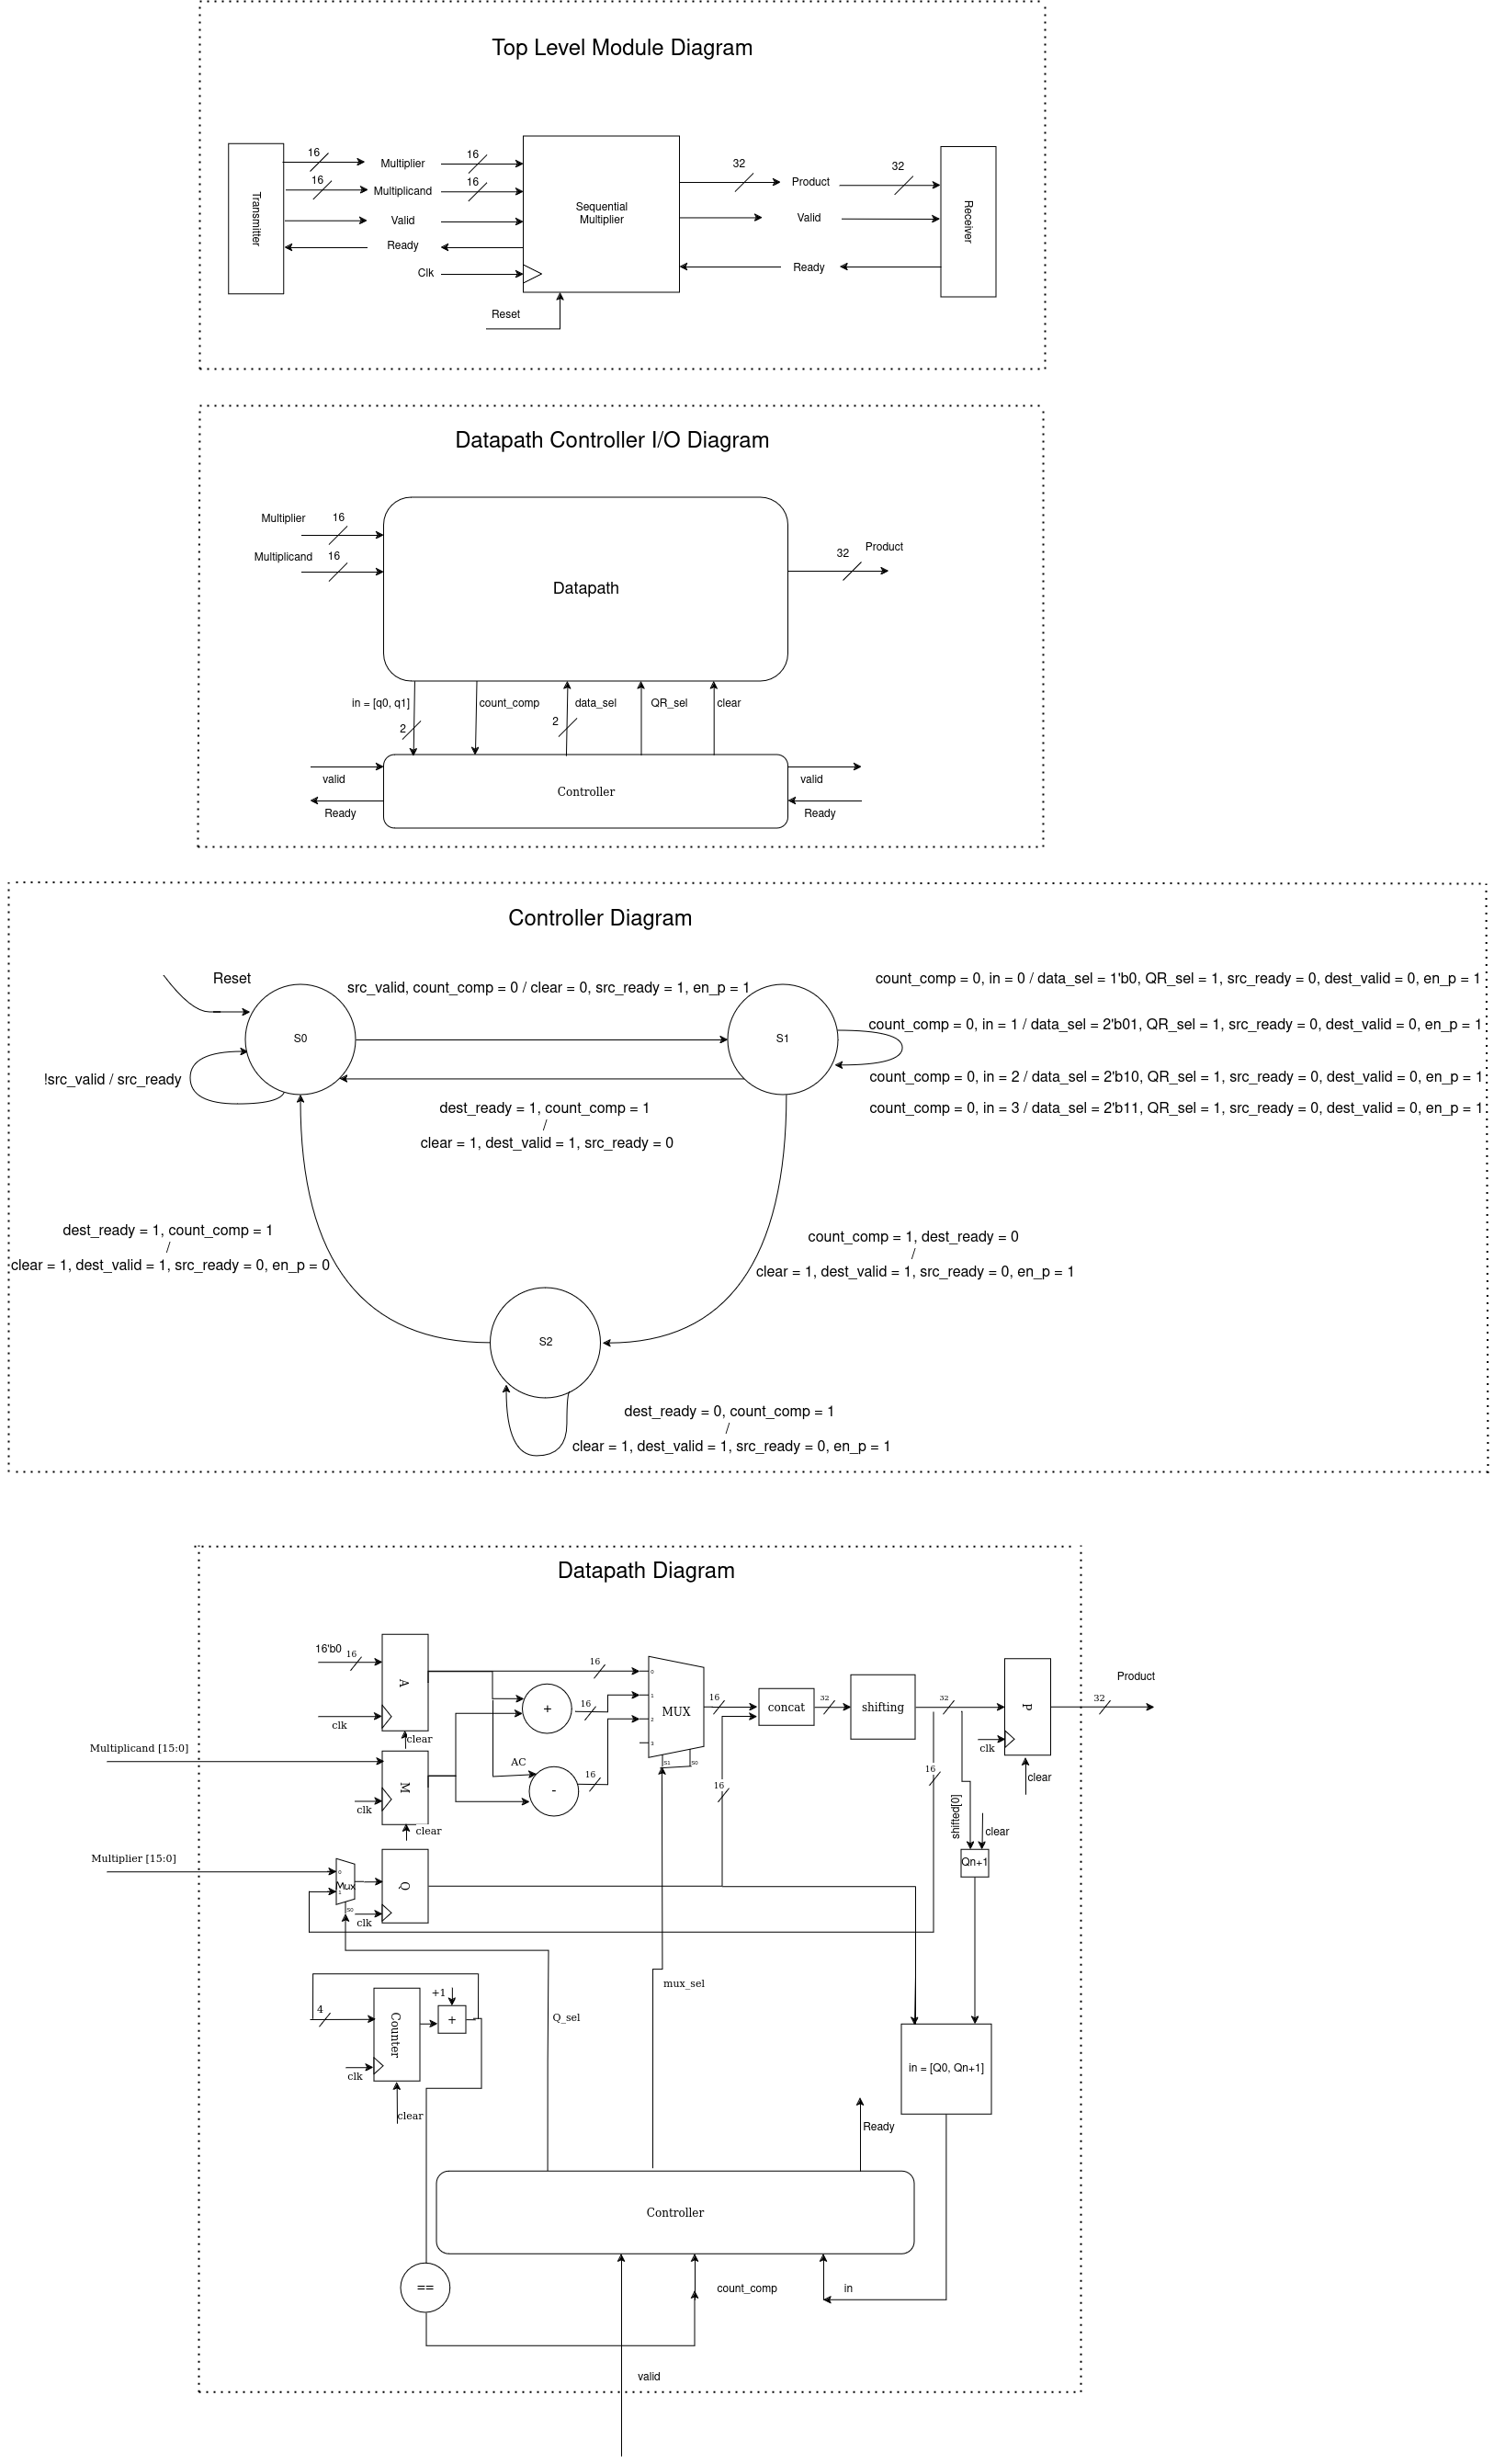 Top Level Module Diagram
Transmitter
16
Multiplier
16
16
Multiplicand
16
Valid
Ready
Clk
Reset
Sequential
Multiplier
32
Product
32
Valid
Ready
Receiver
Datapath Controller I/O Diagram
Multiplier
16
Multiplicand
16
Datapath
32
Product
in = [q0, q1]
2
count_comp
2
data_sel
QR_sel
clear
valid
Ready
Controller
valid
Ready
Controller Diagram
Reset
S0
src_valid, count_comp = 0 / clear = 0, src_ready = 1, en_p = 1
S1
count_comp = 0, in = 0 / data_sel = 1'b0, QR_sel = 1, src_ready = 0, dest_valid = 0, en_p = 1
count_comp = 0, in = 1 / data_sel = 2'b01, QR_sel = 1, src_ready = 0, dest_valid = 0, en_p = 1
count_comp = 0, in = 2 / data_sel = 2'b10, QR_sel = 1, src_ready = 0, dest_valid = 0, en_p = 1
count_comp = 0, in = 3 / data_sel = 2'b11, QR_sel = 1, src_ready = 0, dest_valid = 0, en_p = 1
!src_valid / src_ready
dest_ready = 1, count_comp = 1
/
clear = 1, dest_valid = 1, src_ready = 0
dest_ready = 1, count_comp = 1
/
clear = 1, dest_valid = 1, src_ready = 0, en_p = 0
count_comp = 1, dest_ready = 0
/
clear = 1, dest_valid = 1, src_ready = 0, en_p = 1
S2
dest_ready = 0, count_comp = 1
/
clear = 1, dest_valid = 1, src_ready = 0, en_p = 1
Datapath Diagram
16'b0
16
A
clk
clear
Multiplicand [15:0]
M
clk
clear
Multiplier [15:0]
0
Mux
1
S0
Q
clk
+
16
AC
-
16
16
0
1
2
3
MUX
S1
S0
16
16
concat
32
shifting
32
16
P
clk
clear
32
Product
shifted[0]
clear
Qn+1
4
Counter
clk
clear
+1
+
Q_sel
mux_sel
in = [Q0, Qn+1]
Ready
Controller
==
count_comp
in
valid